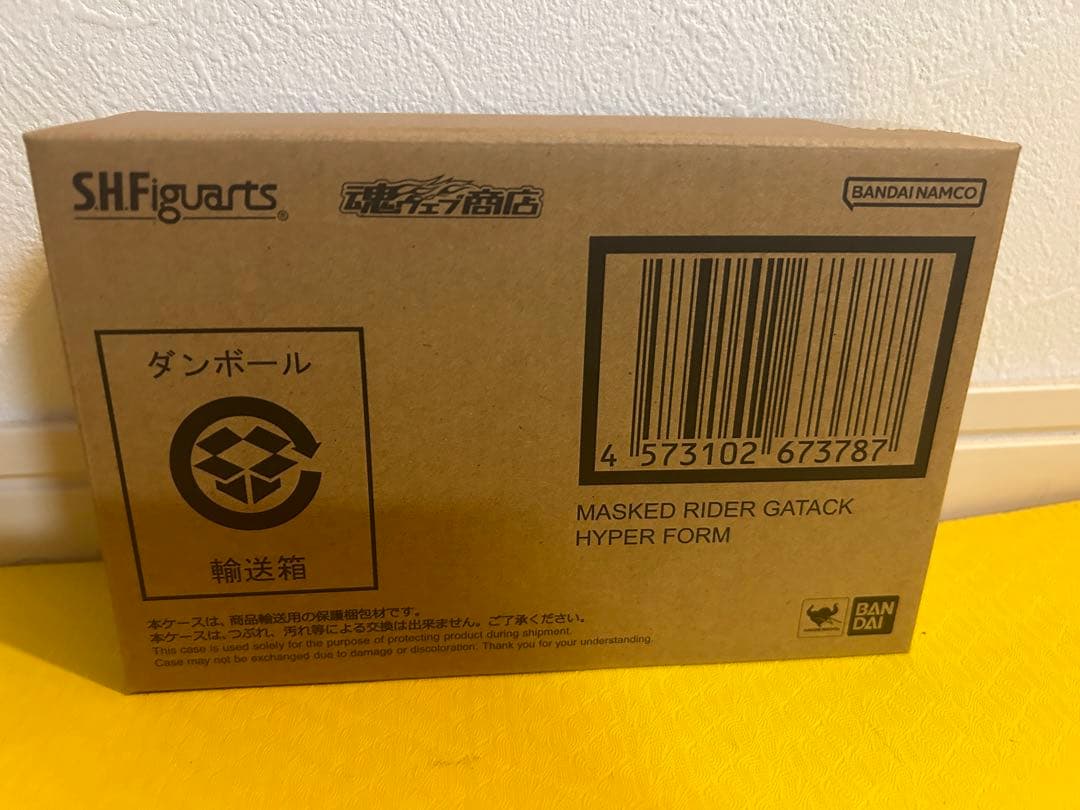 S.H.Figuarts®
魂ウェブ商店
BANDAI NAMCO
ダンボール
輸送箱
4 573102 673787
MASKED RIDER GATACK
HYPER FORM
本ケースは、商品輸送用の保護梱包材です。
本ケースは、つぶれ、汚れ等による交換は出来ません。ご了承ください。
This case is used solely for the purpose of protecting product during shipment.
Case may not be exchanged due to damage or discoloration. Thank you for your understanding.
BAN
DAI